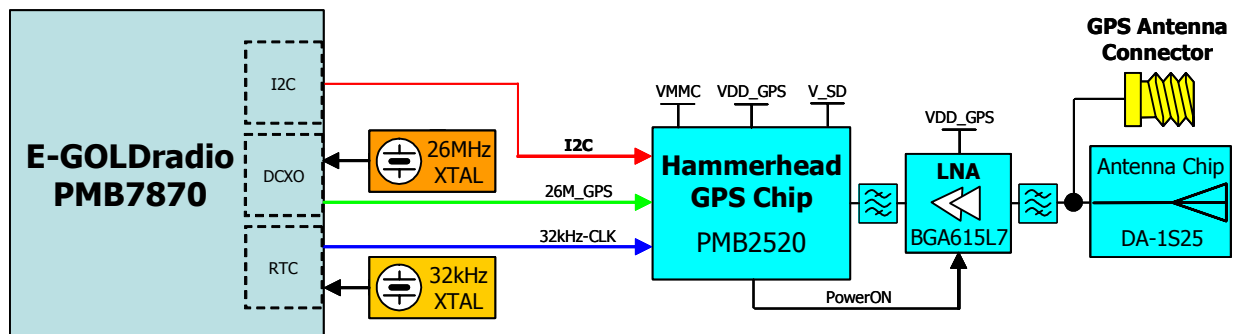 E-GOLDradio
PMB7870
I2C
DCXO
RTC
26MHz
XTAL
32kHz
XTAL
I2C
26M_GPS
32kHz-CLK
VMMC
VDD_GPS
V_SD
Hammerhead
GPS Chip
PMB2520
PowerON
VDD_GPS
LNA
BGA615L7
GPS Antenna
Connector
Antenna Chip
DA-1S25